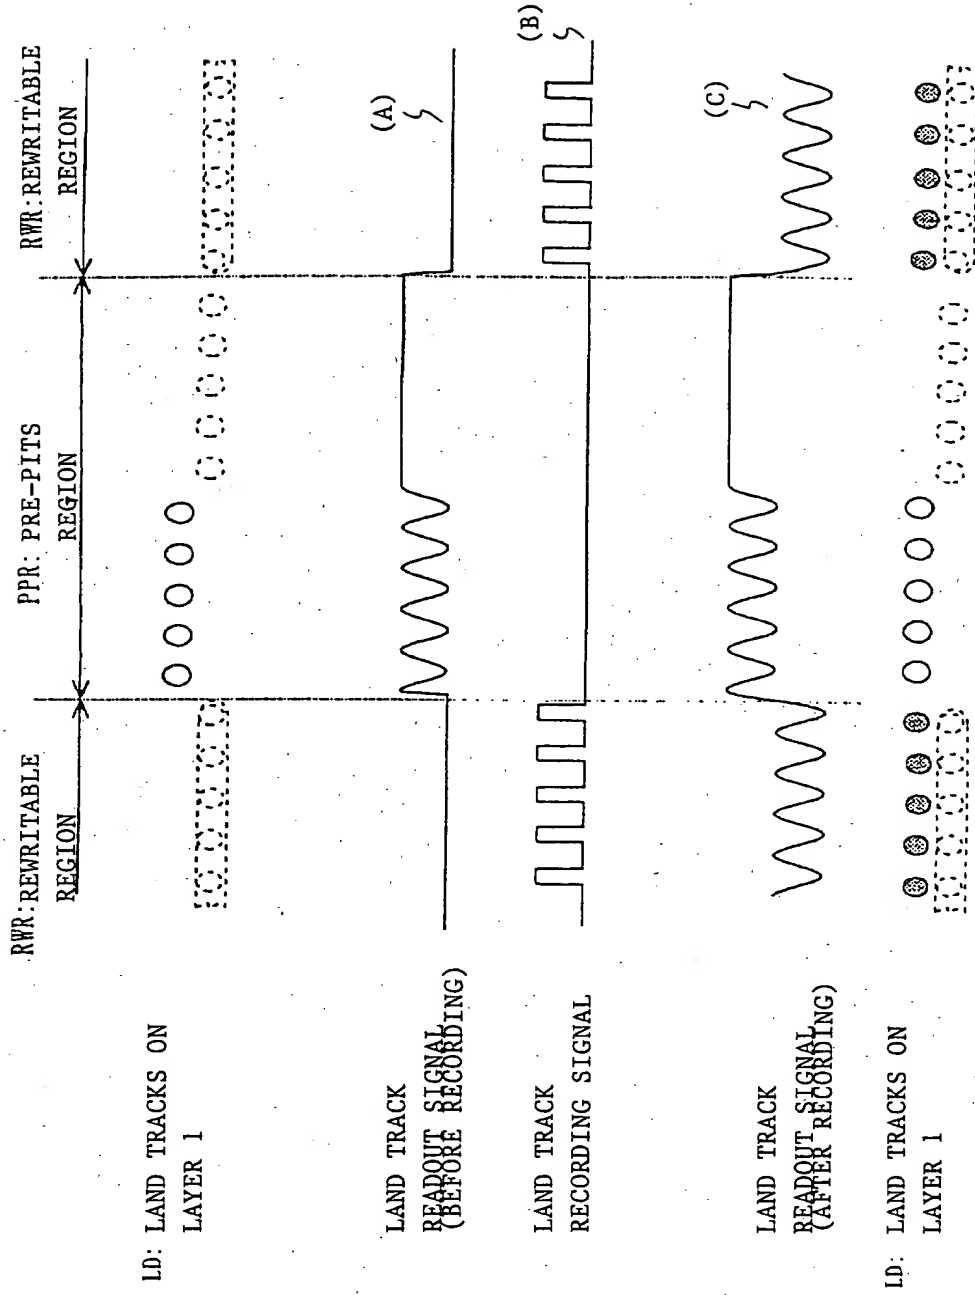 RWR:REWRITABLE
REGION
PPR: PRE-PITS
REGION
RWR:REWRITABLE
REGION
LD: LAND TRACKS ON
LAYER 1
LAND TRACK
READOUT SIGNAL
(BEFORE RECORDING)
(A)
LAND TRACK
RECORDING SIGNAL
(B)
LAND TRACK
READOUT SIGNAL
(AFTER RECORDING)
(C)
LD: LAND TRACKS ON
LAYER 1